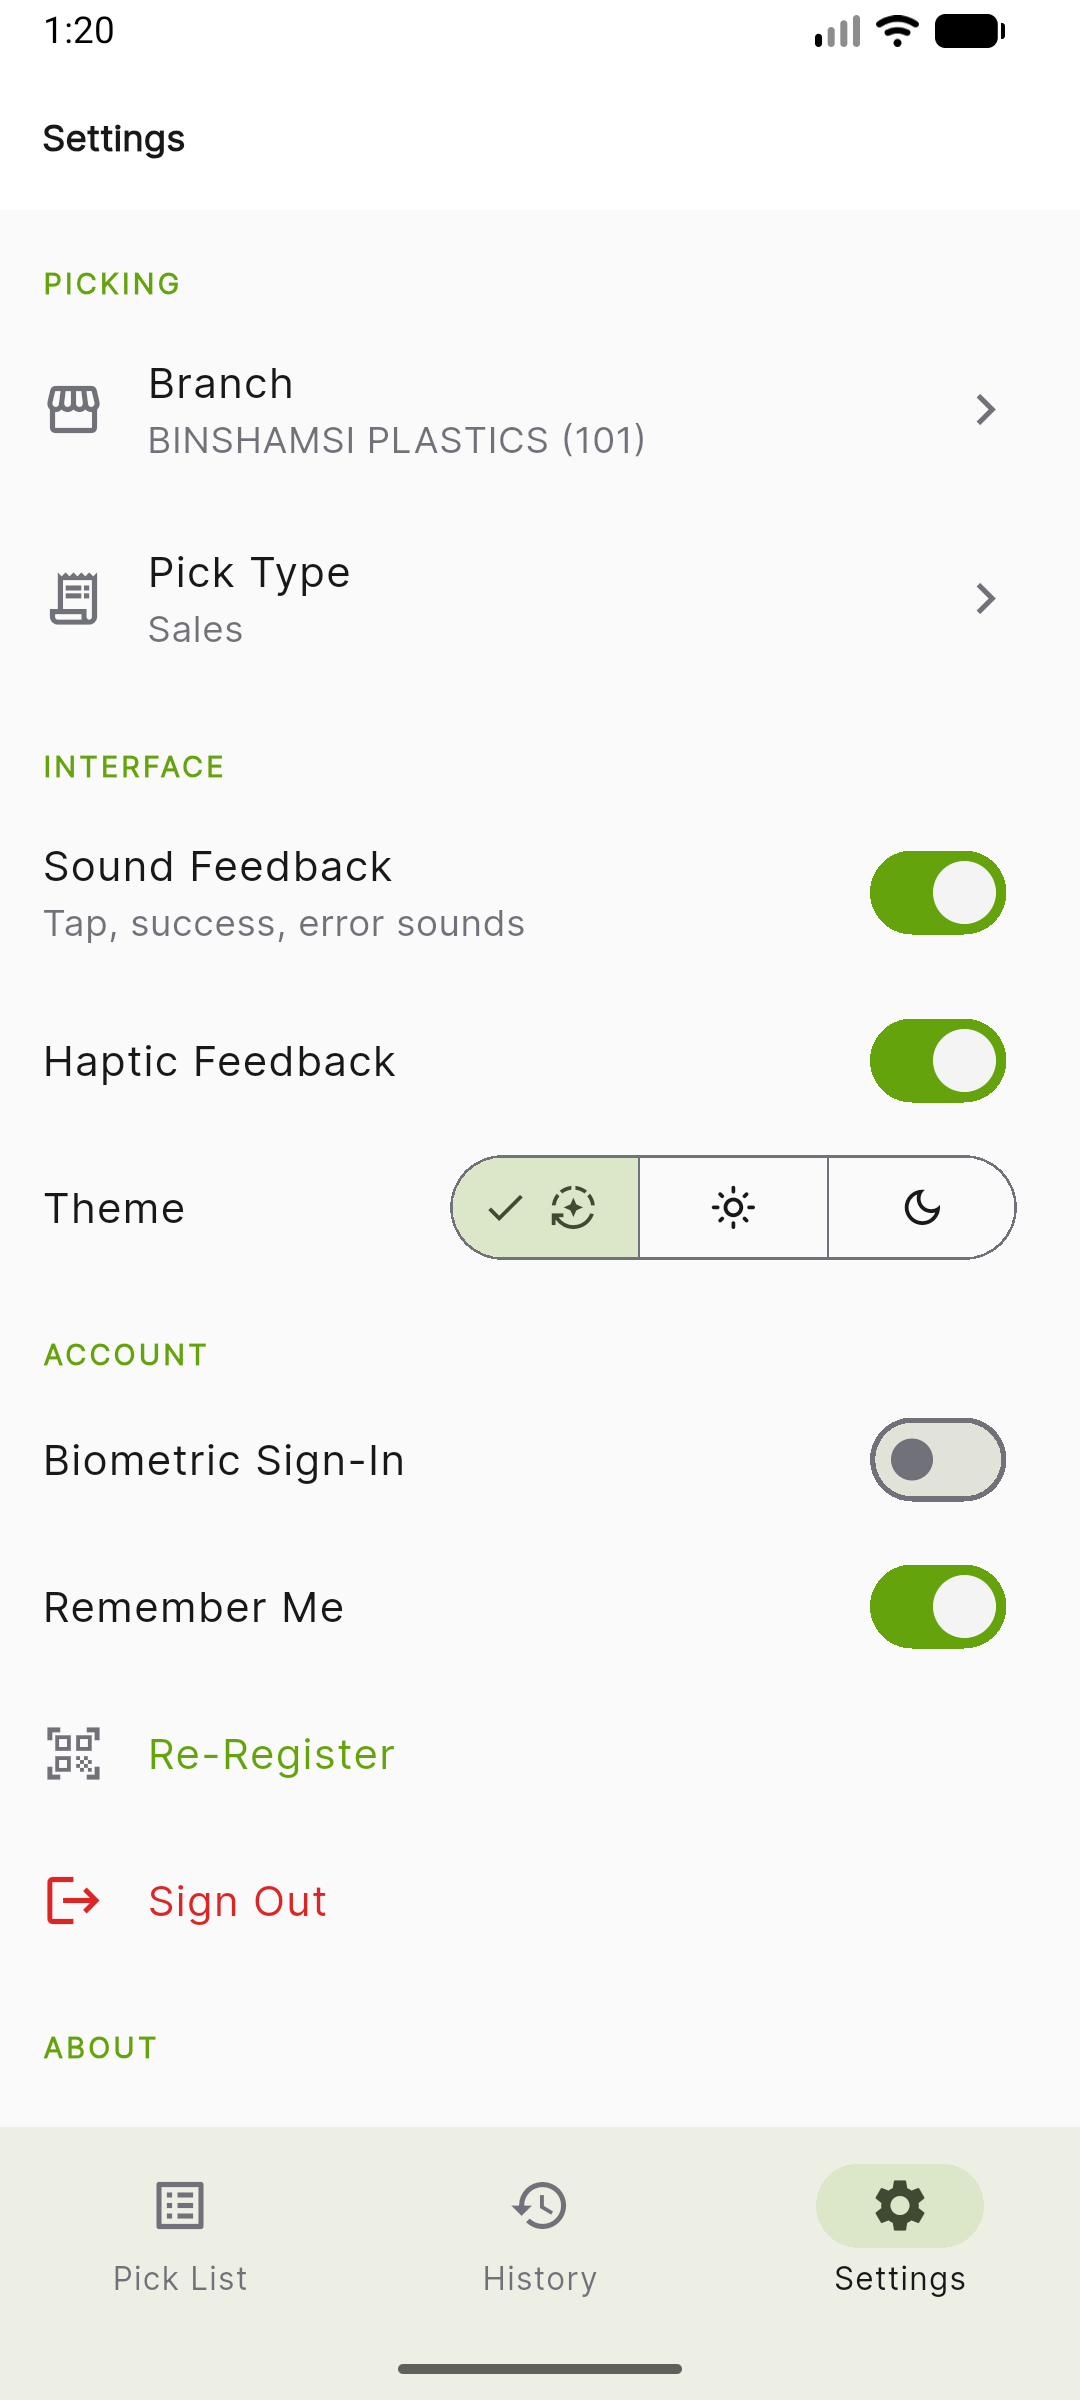 1:20
Settings
PICKING
Branch
BINSHAMSI PLASTICS (101)
Pick Type
Sales
INTERFACE
Sound Feedback
Tap, success, error sounds
Haptic Feedback
Theme
ACCOUNT
Biometric Sign-In
Remember Me
Re-Register
Sign Out
ABOUT
Pick List
History
Settings